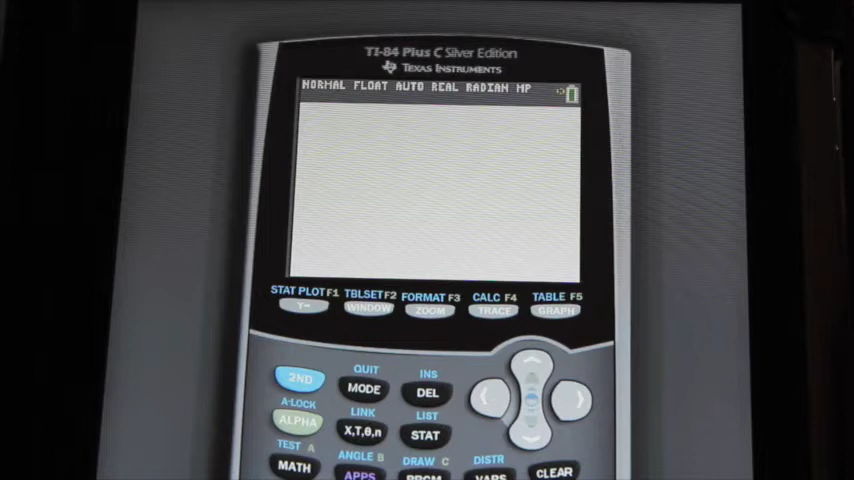 TI-84 Plus C Silver Edition
TEXAS INSTRUMENTS
NORMAL FLOAT AUTO REAL RADIAN MP
STAT PLOT F1 TBLSET F2 FORMAT F3 CALC F4 TABLE F5
Y= WINDOW ZOOM TRACE GRAPH
QUIT INS
2ND MODE DEL
A-LOCK LINK LIST
ALPHA X,T,θ,n STAT
TEST A ANGLE B DRAW C DISTR
MATH APPS PRGM VARS CLEAR